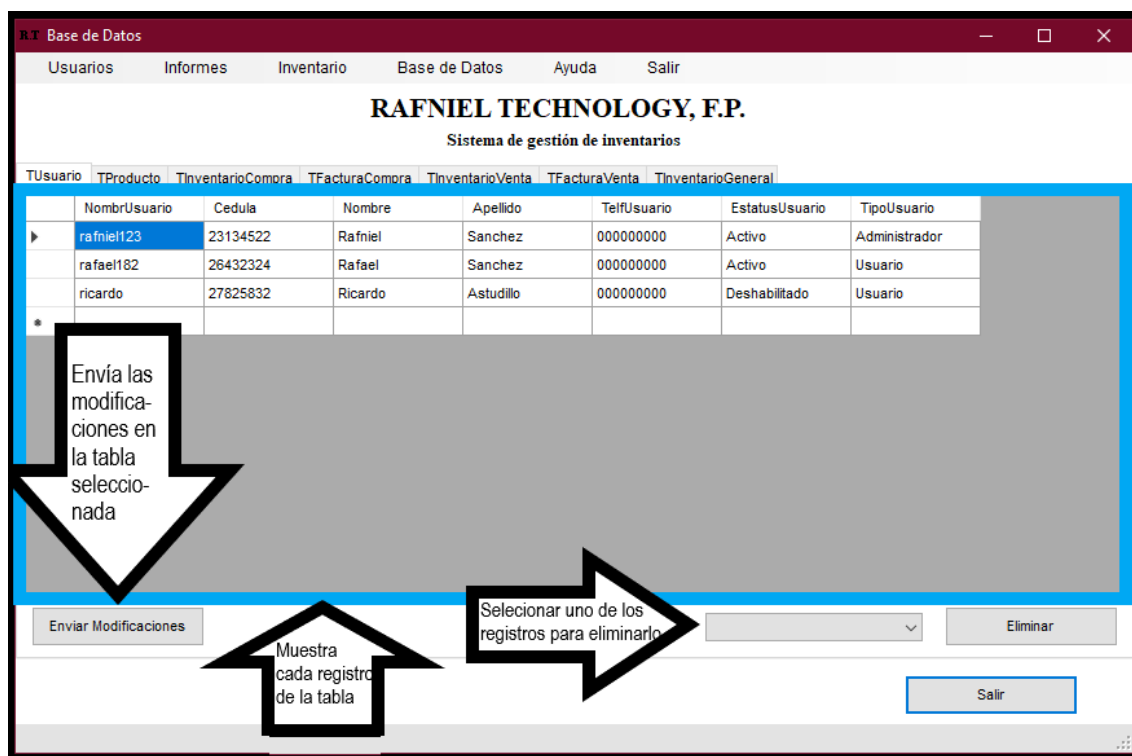 R.T Base de Datos
Usuarios Informes Inventario Base de Datos Ayuda Salir
RAFNIEL TECHNOLOGY, F.P.
Sistema de gestión de inventarios
TUsuario TProducto TInventarioCompra TFacturaCompra TInventarioVenta TFacturaVenta TInventarioGeneral
NombrUsuario Cedula Nombre Apellido TelfUsuario EstatusUsuario TipoUsuario
rafniel123 23134522 Rafniel Sanchez 000000000 Activo Administrador
rafael182 26432324 Rafael Sanchez 000000000 Activo Usuario
ricardo 27825832 Ricardo Astudillo 000000000 Deshabilitado Usuario
Envía las
modifica-
ciones en
la tabla
seleccio-
nada
Enviar Modificaciones
Muestra
cada registro
de la tabla
Selecionar uno de los
registros para eliminarlo
Eliminar
Salir